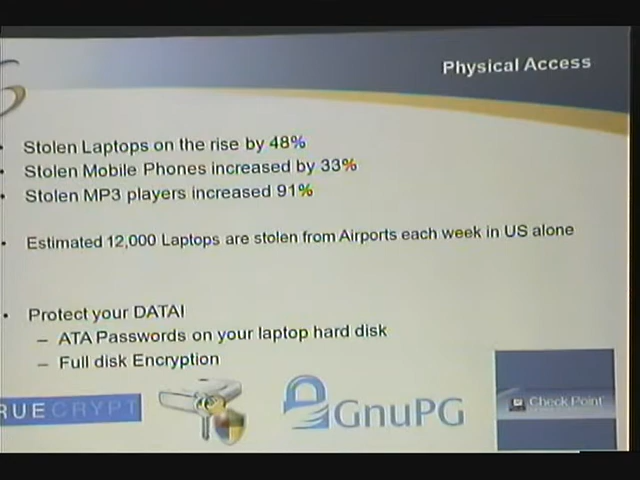 Physical Access
Stolen Laptops on the rise by 48%
Stolen Mobile Phones increased by 33%
Stolen MP3 players increased 91%
Estimated 12,000 Laptops are stolen from Airports each week in US alone
Protect your DATA!
– ATA Passwords on your laptop hard disk
– Full disk Encryption
RUECRYPT
GnuPG
Check Point